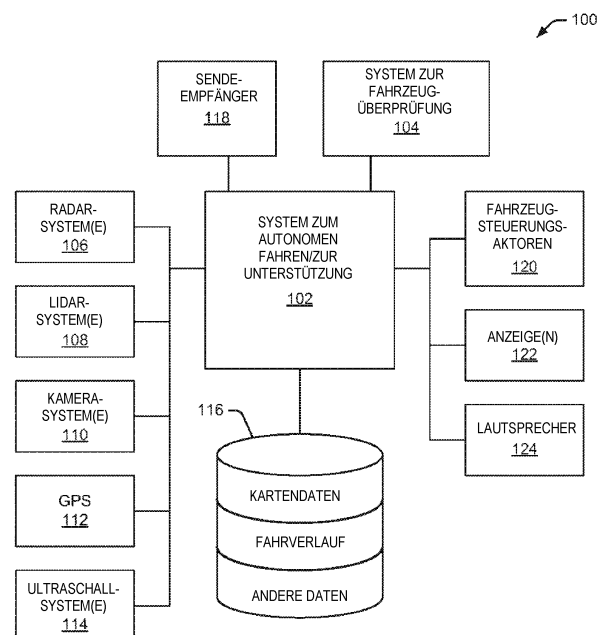 100
SENDE-
EMPFÄNGER
118
SYSTEM ZUR
FAHRZEUG-
ÜBERPRÜFUNG
104
RADAR-
SYSTEM(E)
106
LIDAR-
SYSTEM(E)
108
KAMERA-
SYSTEM(E)
110
GPS
112
ULTRASCHALL-
SYSTEM(E)
114
SYSTEM ZUM
AUTONOMEN
FAHREN/ZUR
UNTERSTÜTZUNG
102
116
KARTENDATEN
FAHRVERLAUF
ANDERE DATEN
FAHRZEUG-
STEUERUNGS-
AKTOREN
120
ANZEIGE(N)
122
LAUTSPRECHER
124